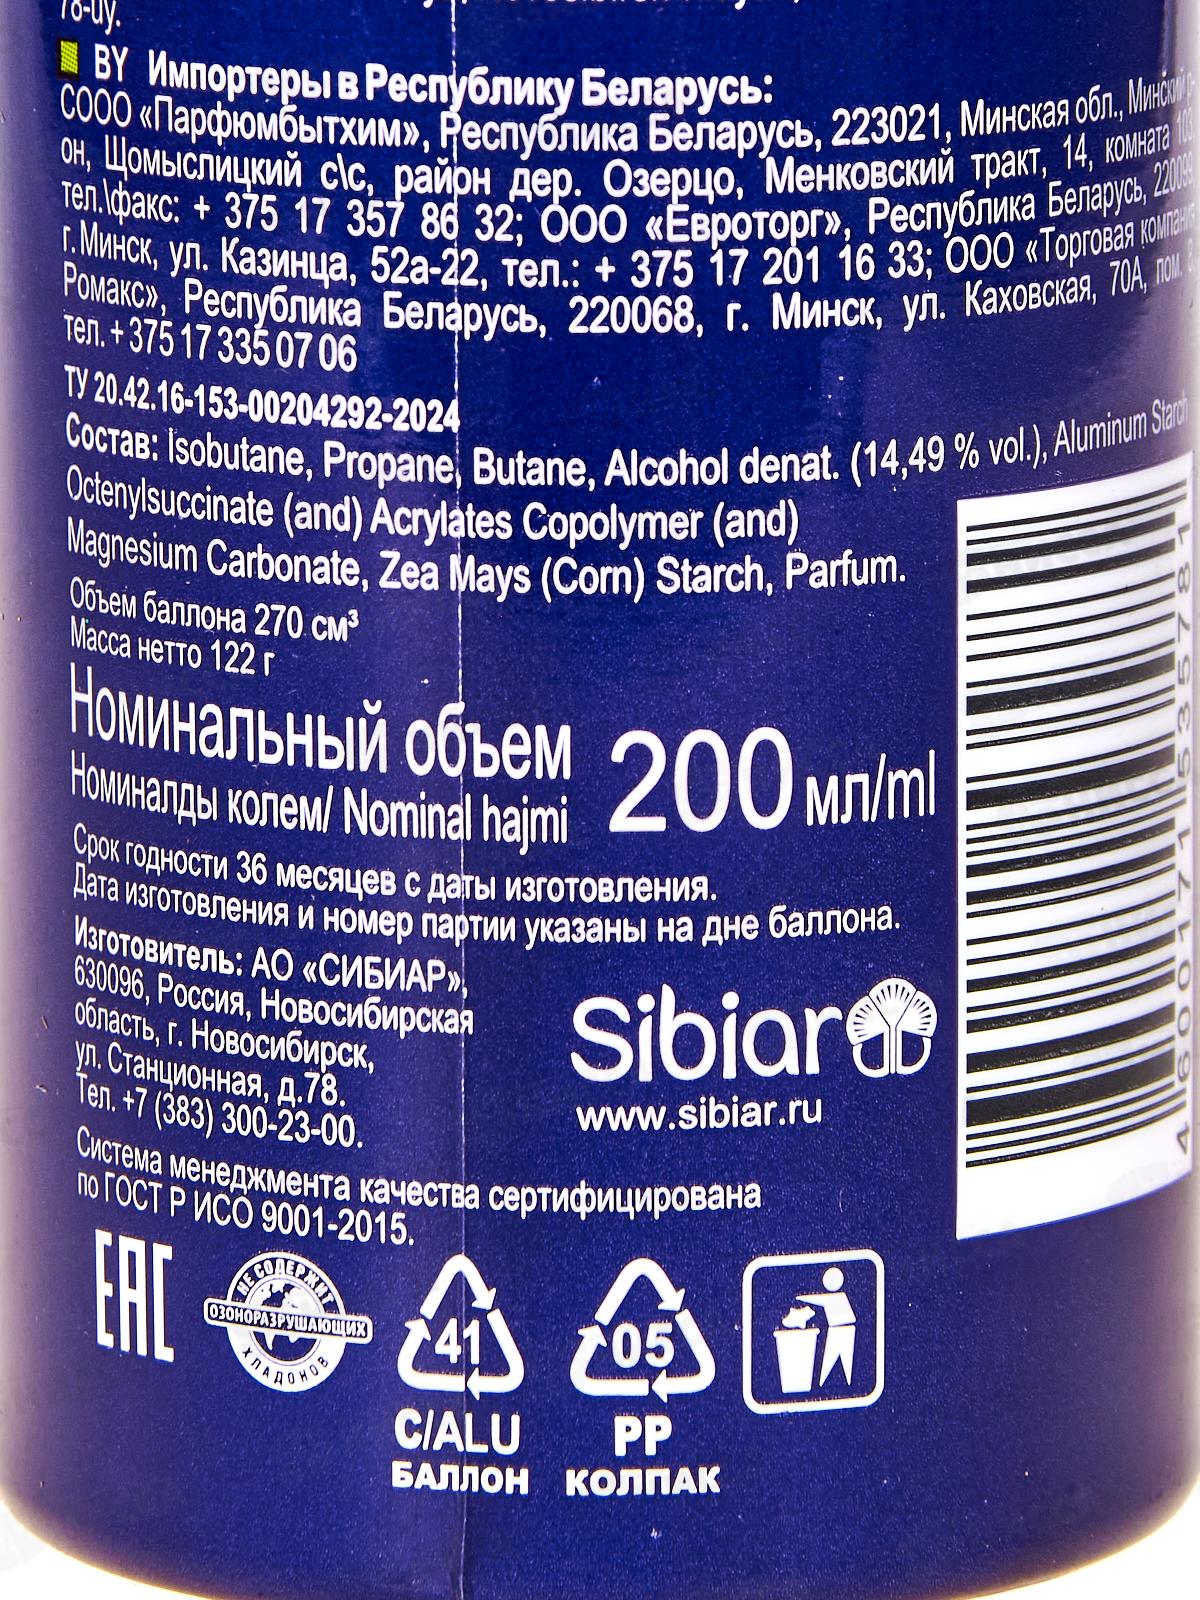 78-uy.
BY Импортеры в Республику Беларусь:
СООО «Парфюмбытхим», Республика Беларусь, 223021, Минская обл., Минский
он, Щомыслицкий с\с, район дер. Озерцо, Менковский тракт, 14, комната
тел.\факс: + 375 17 357 86 32; ООО «Евроторг», Республика Беларусь,
г. Минск, ул. Казинца, 52а-22, тел.: + 375 17 201 16 33; ООО «Торговая компания
Ромакс», Республика Беларусь, 220068, г. Минск, ул. Каховская, 70А, пом.
тел. + 375 17 335 07 06
ТУ 20.42.16-153-00204292-2024
Состав: Isobutane, Propane, Butane, Alcohol denat. (14,49 % vol.), Aluminum Starch
Octenylsuccinate (and) Acrylates Copolymer (and)
Magnesium Carbonate, Zea Mays (Corn) Starch, Parfum.
Объем баллона 270 см³
Масса нетто 122 г
Номинальный объем 200 мл/ml
Номиналды колем/ Nominal hajmi
Срок годности 36 месяцев с даты изготовления.
Дата изготовления и номер партии указаны на дне баллона.
Изготовитель: АО «СИБИАР»,
630096, Россия, Новосибирская
область, г. Новосибирск,
ул. Станционная, д.78.
Тел. +7 (383) 300-23-00.
Sibiar
www.sibiar.ru
Система менеджмента качества сертифицирована
по ГОСТ Р ИСО 9001-2015.
4 600171 535781
EAC
НЕ СОДЕРЖИТ
ОЗОНОРАЗРУШАЮЩИХ
ХЛАДОНОВ
41
C/ALU
БАЛЛОН
05
PP
КОЛПАК